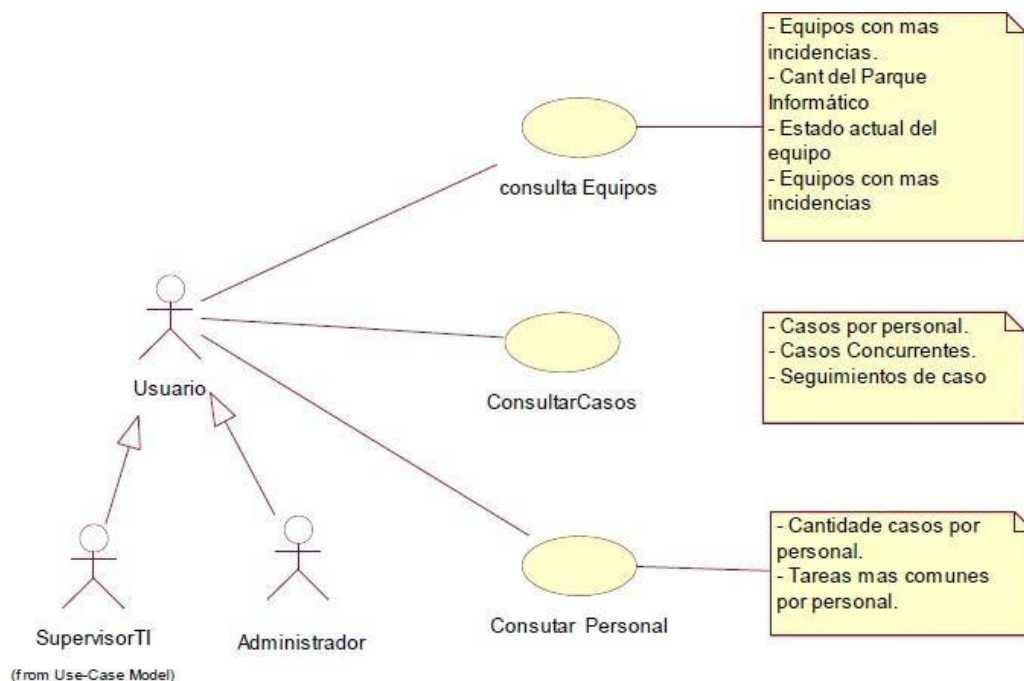 - Equipos con mas
incidencias.
- Cant del Parque
Informático
- Estado actual del
equipo
- Equipos con mas
incidencias
consulta Equipos
Usuario
- Casos por personal.
- Casos Concurrentes.
- Seguimientos de caso
ConsultarCasos
- Cantidade casos por
personal.
- Tareas mas comunes
por personal.
Consutar Personal
SupervisorTI
(from Use-Case Model)
Administrador